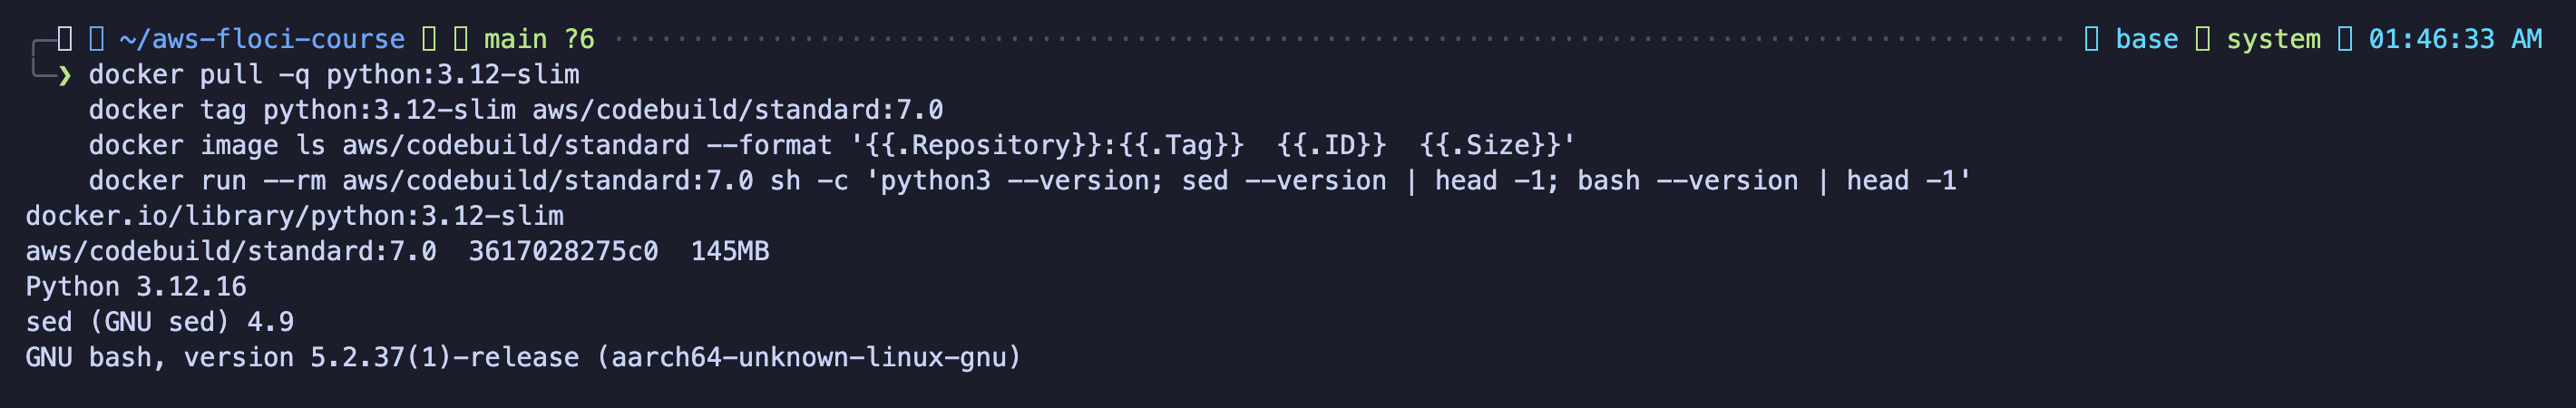 ~/aws-floci-course main ?6 base system 01:46:33 AM
❯ docker pull -q python:3.12-slim
docker tag python:3.12-slim aws/codebuild/standard:7.0
docker image ls aws/codebuild/standard --format '{{.Repository}}:{{.Tag}}  {{.ID}}  {{.Size}}'
docker run --rm aws/codebuild/standard:7.0 sh -c 'python3 --version; sed --version | head -1; bash --version | head -1'
docker.io/library/python:3.12-slim
aws/codebuild/standard:7.0  3617028275c0  145MB
Python 3.12.16
sed (GNU sed) 4.9
GNU bash, version 5.2.37(1)-release (aarch64-unknown-linux-gnu)